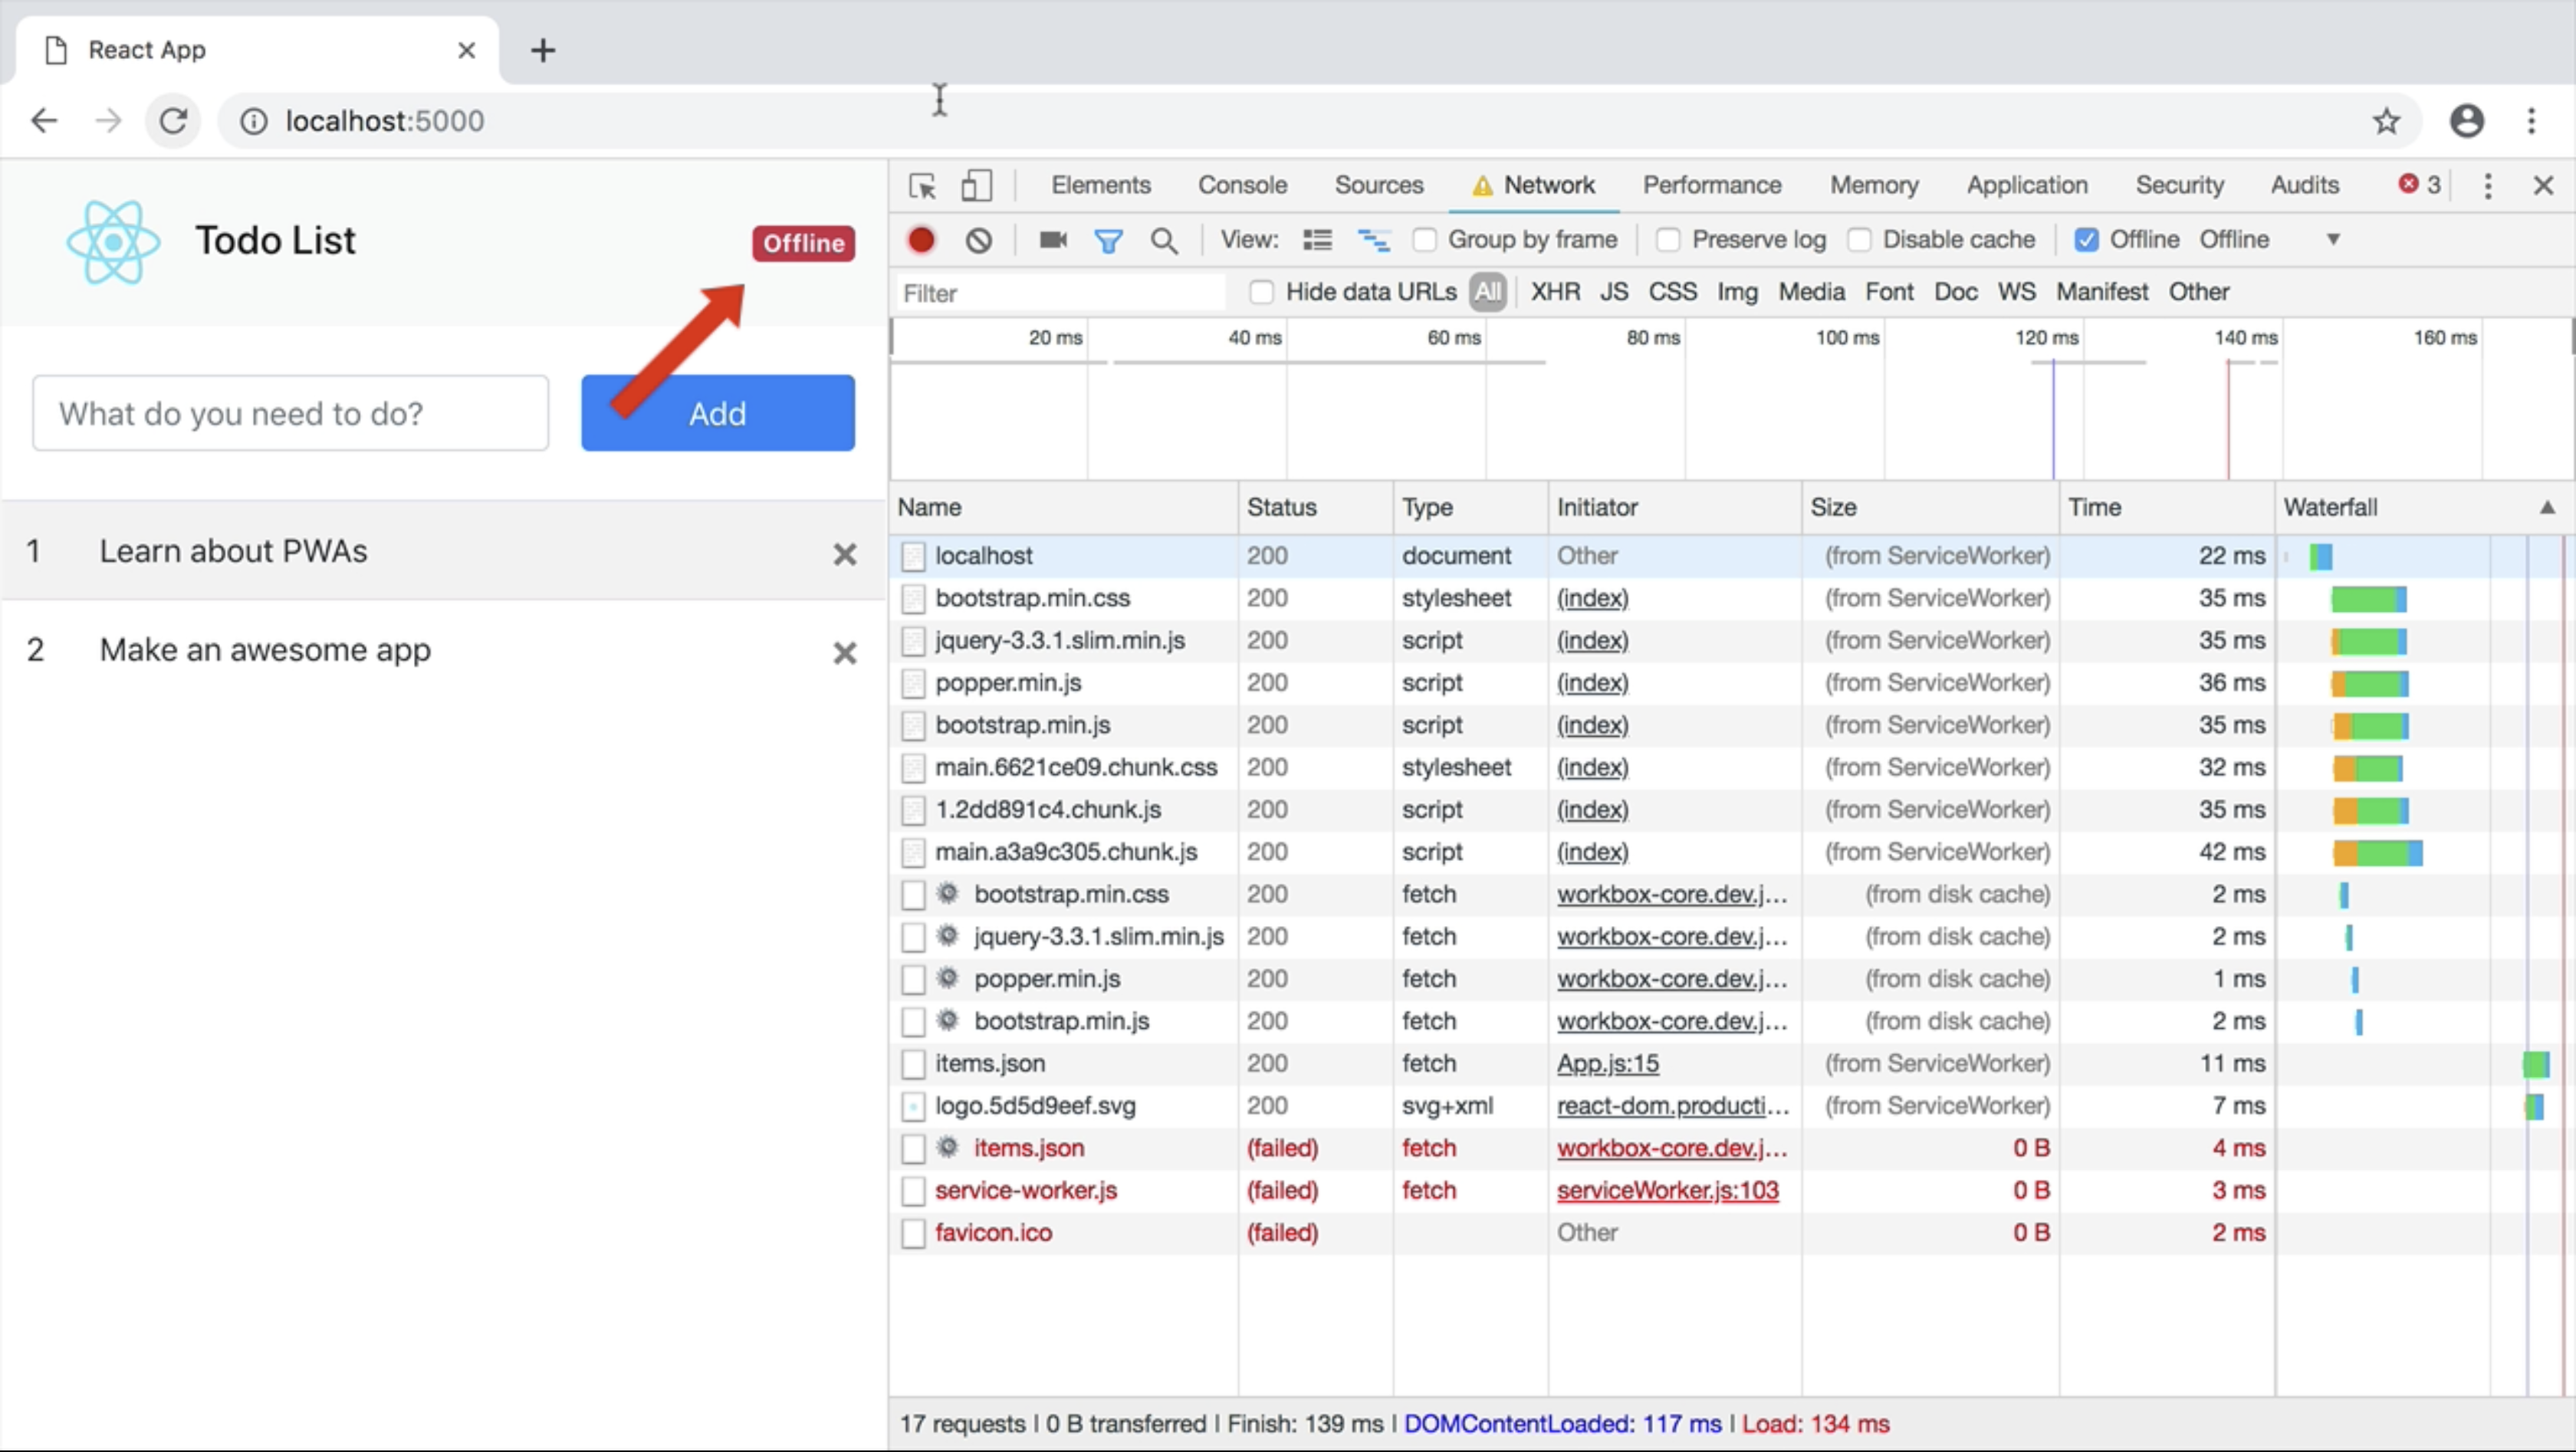 React App
localhost:5000
Todo List
Offline
What do you need to do?
Add
1 Learn about PWAs
2 Make an awesome app
Elements Console Sources Network Performance Memory Application Security Audits 3
View: Group by frame Preserve log Disable cache Offline Offline
Filter Hide data URLs All XHR JS CSS Img Media Font Doc WS Manifest Other
20 ms 40 ms 60 ms 80 ms 100 ms 120 ms 140 ms 160 ms
Name Status Type Initiator Size Time Waterfall
localhost 200 document Other (from ServiceWorker) 22 ms
bootstrap.min.css 200 stylesheet (index) (from ServiceWorker) 35 ms
jquery-3.3.1.slim.min.js 200 script (index) (from ServiceWorker) 35 ms
popper.min.js 200 script (index) (from ServiceWorker) 36 ms
bootstrap.min.js 200 script (index) (from ServiceWorker) 35 ms
main.6621ce09.chunk.css 200 stylesheet (index) (from ServiceWorker) 32 ms
1.2dd891c4.chunk.js 200 script (index) (from ServiceWorker) 35 ms
main.a3a9c305.chunk.js 200 script (index) (from ServiceWorker) 42 ms
bootstrap.min.css 200 fetch workbox-core.dev.j... (from disk cache) 2 ms
jquery-3.3.1.slim.min.js 200 fetch workbox-core.dev.j... (from disk cache) 2 ms
popper.min.js 200 fetch workbox-core.dev.j... (from disk cache) 1 ms
bootstrap.min.js 200 fetch workbox-core.dev.j... (from disk cache) 2 ms
items.json 200 fetch App.js:15 (from ServiceWorker) 11 ms
logo.5d5d9eef.svg 200 svg+xml react-dom.producti... (from ServiceWorker) 7 ms
items.json (failed) fetch workbox-core.dev.j... 0 B 4 ms
service-worker.js (failed) fetch serviceWorker.js:103 0 B 3 ms
favicon.ico (failed) Other 0 B 2 ms
17 requests | 0 B transferred | Finish: 139 ms | DOMContentLoaded: 117 ms | Load: 134 ms